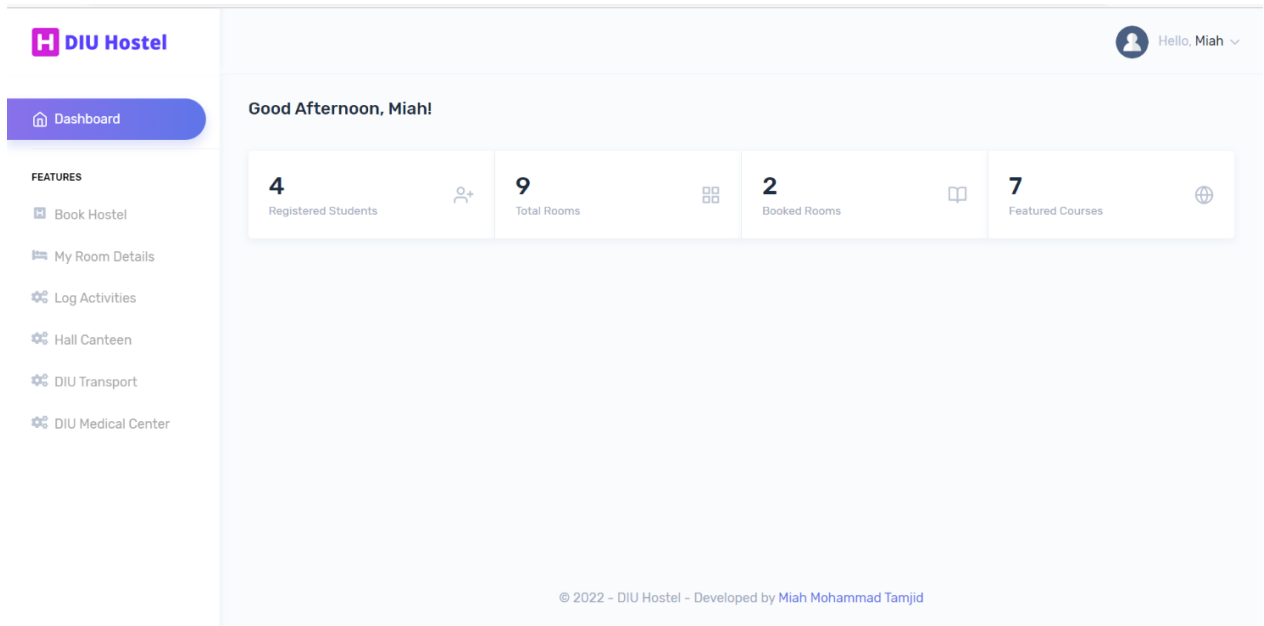 H DIU Hostel
Hello, Miah
Dashboard
FEATURES
H Book Hostel
My Room Details
Log Activities
Hall Canteen
DIU Transport
DIU Medical Center
Good Afternoon, Miah!
4
Registered Students
9
Total Rooms
2
Booked Rooms
7
Featured Courses
© 2022 - DIU Hostel - Developed by Miah Mohammad Tamjid